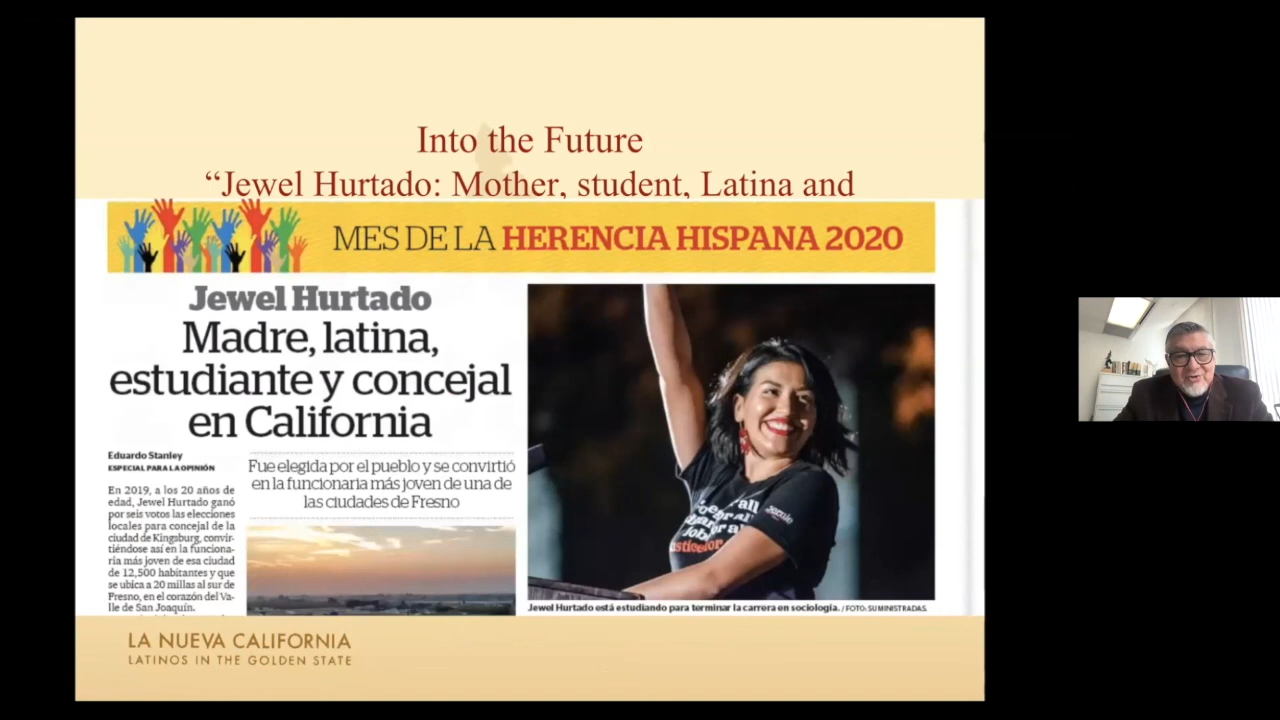 Into the Future
“Jewel Hurtado: Mother, student, Latina and
MES DE LA HERENCIA HISPANA 2020
Jewel Hurtado
Madre, latina,
estudiante y concejal
en California
Eduardo Stanley
ESPECIAL PARA LA OPINIÓN
En 2019, a los 20 años de
edad, Jewel Hurtado ganó
por seis votos las elecciones
locales para concejal de la
ciudad de Kingsburg, convir-
tiéndose así en la funciona-
ria más joven de esa ciudad
de 12,500 habitantes y que
se ubica a 20 millas al sur de
Fresno, en el corazón del Va-
lle de San Joaquín.
Fue elegida por el pueblo y se convirtió
en la funcionaria más joven de una de
las ciudades de Fresno
Jewel Hurtado está estudiando para terminar la carrera en sociología. / FOTO: SUMINISTRADAS
LA NUEVA CALIFORNIA
LATINOS IN THE GOLDEN STATE